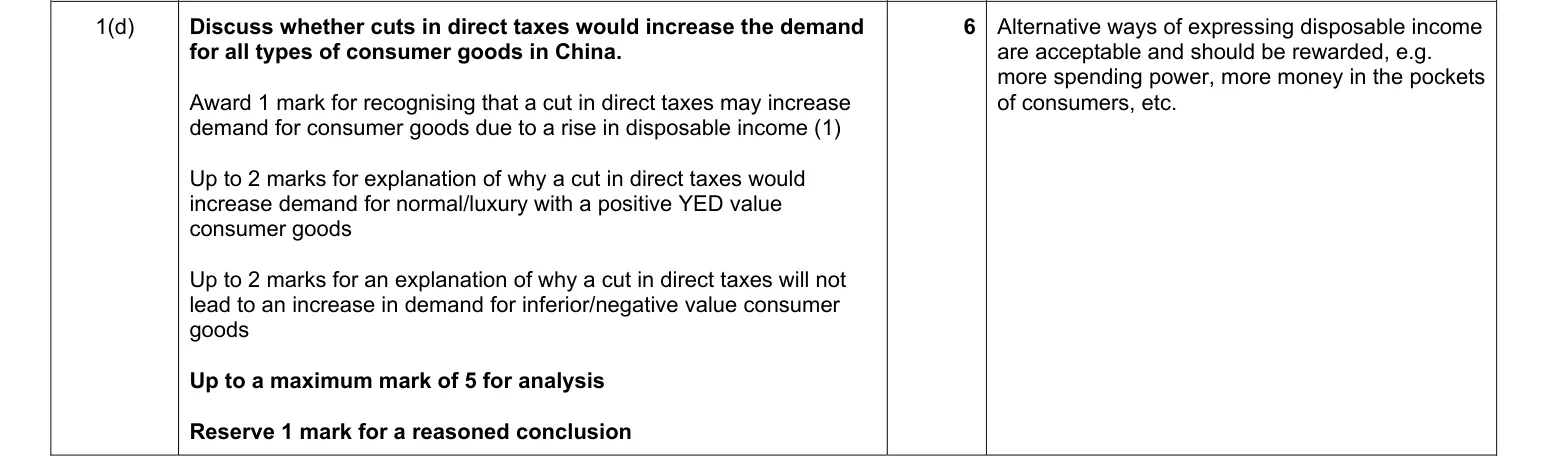 1(d)
Discuss whether cuts in direct taxes would increase the demand
for all types of consumer goods in China.
Award 1 mark for recognising that a cut in direct taxes may increase
demand for consumer goods due to a rise in disposable income (1)
Up to 2 marks for explanation of why a cut in direct taxes would
increase demand for normal/luxury with a positive YED value
consumer goods
Up to 2 marks for an explanation of why a cut in direct taxes will not
lead to an increase in demand for inferior/negative value consumer
goods
Up to a maximum mark of 5 for analysis
Reserve 1 mark for a reasoned conclusion
6
Alternative ways of expressing disposable income
are acceptable and should be rewarded, e.g.
more spending power, more money in the pockets
of consumers, etc.